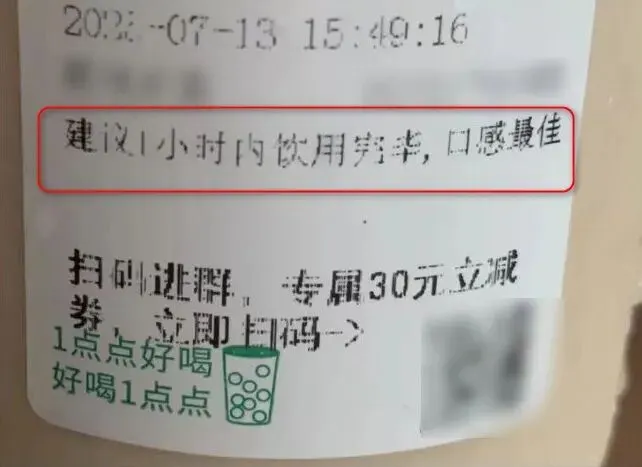 -07-13 15:49:16
建议1小时内饮用完毕,口感最佳
扫码进群,专属30元立减
券,立即扫码->
1点点好喝
好喝1点点